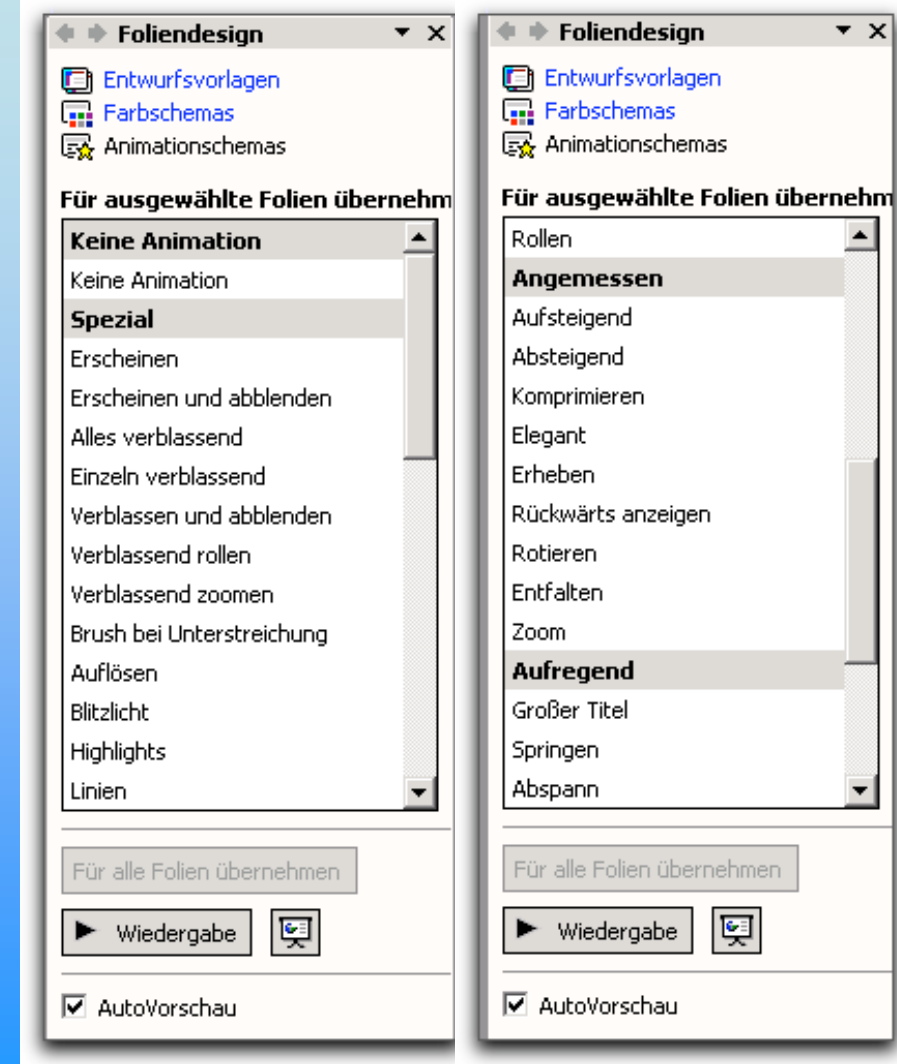 Foliendesign
Entwurfsvorlagen
Farbschemas
Animationschemas
Für ausgewählte Folien übernehm
Keine Animation
Keine Animation
Spezial
Erscheinen
Erscheinen und abblenden
Alles verblassend
Einzeln verblassend
Verblassen und abblenden
Verblassend rollen
Verblassend zoomen
Brush bei Unterstreichung
Auflösen
Blitzlicht
Highlights
Linien
Für alle Folien übernehmen
Wiedergabe
AutoVorschau
Foliendesign
Entwurfsvorlagen
Farbschemas
Animationschemas
Für ausgewählte Folien übernehm
Rollen
Angemessen
Aufsteigend
Absteigend
Komprimieren
Elegant
Erheben
Rückwärts anzeigen
Rotieren
Entfalten
Zoom
Aufregend
Großer Titel
Springen
Abspann
Für alle Folien übernehmen
Wiedergabe
AutoVorschau